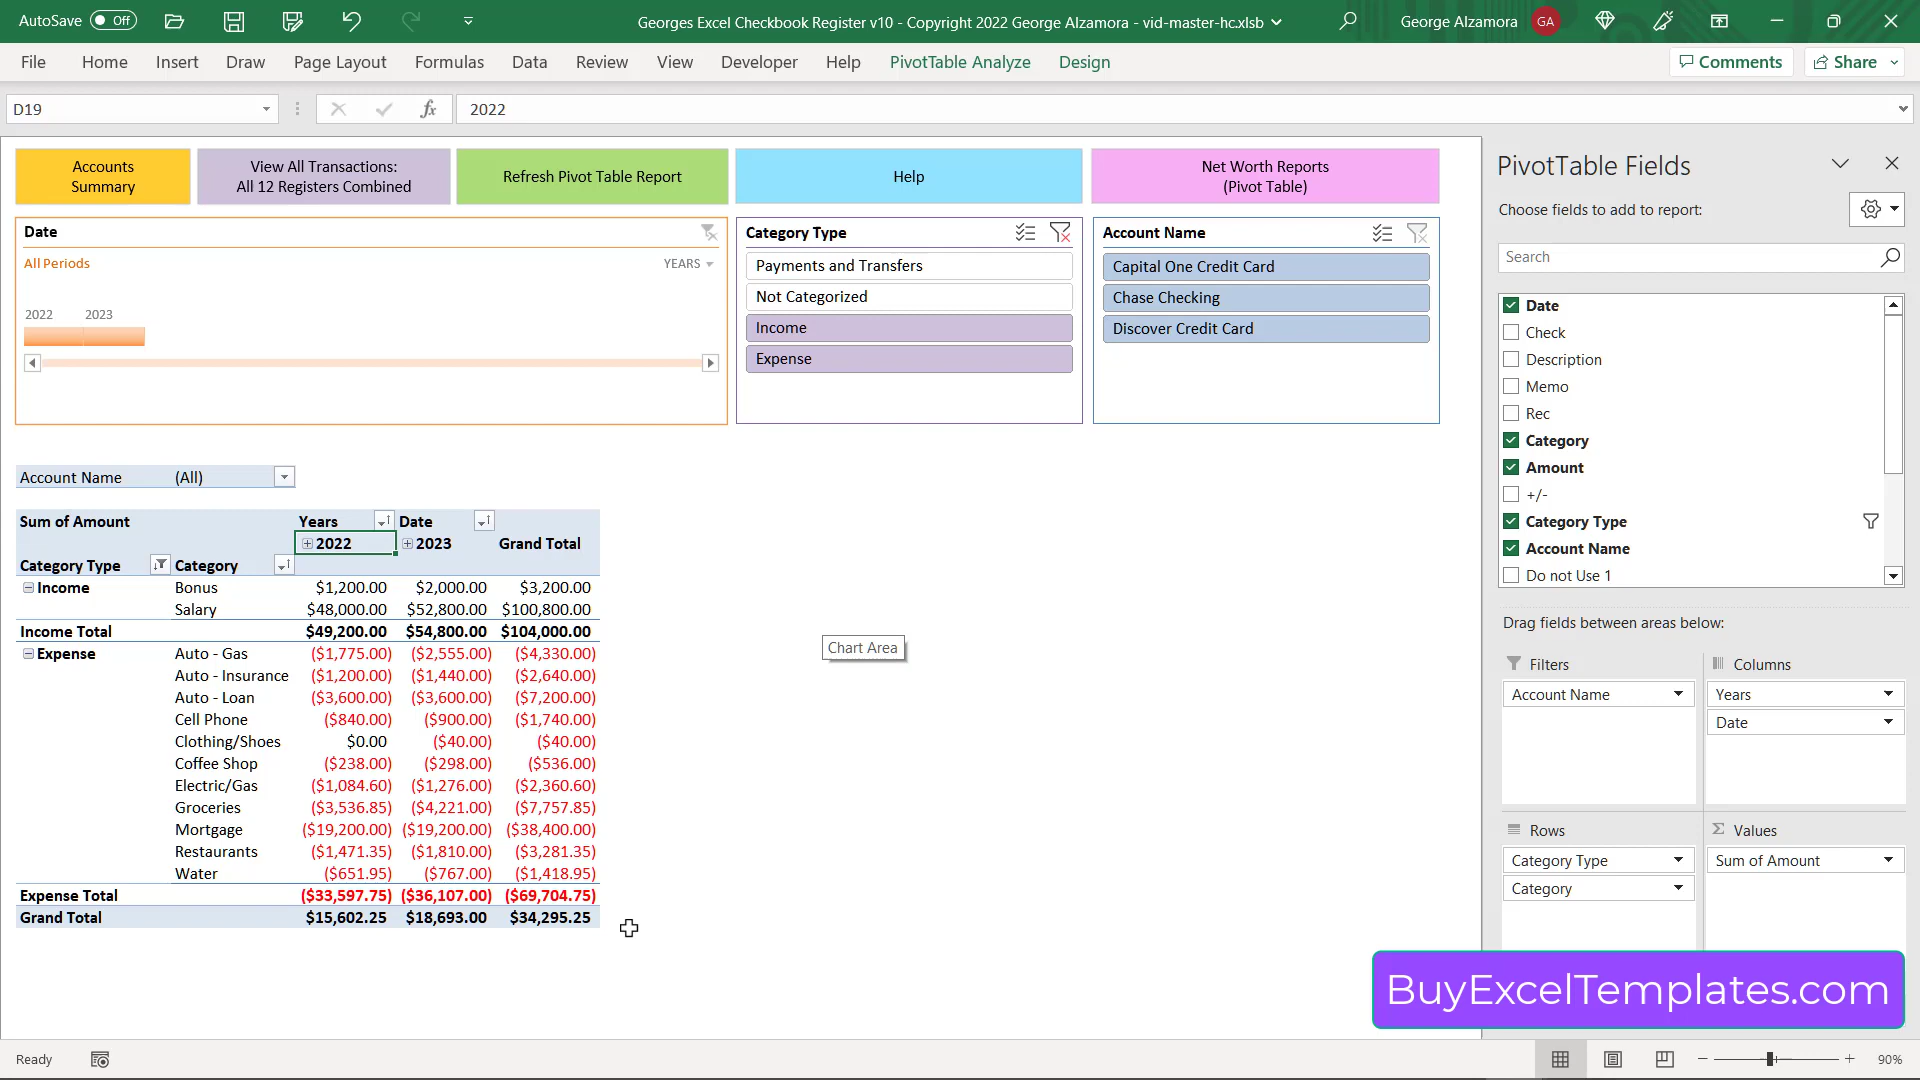 AutoSave Off
Georges Excel Checkbook Register v10 - Copyright 2022 George Alzamora - vid-master-hc.xlsb
George Alzamora GA
File Home Insert Draw Page Layout Formulas Data Review View Developer Help PivotTable Analyze Design
Comments Share
D19 fx 2022
Accounts
Summary
View All Transactions:
All 12 Registers Combined
Refresh Pivot Table Report
Help
Net Worth Reports
(Pivot Table)
Date
All Periods YEARS
2022 2023
Category Type
Payments and Transfers
Not Categorized
Income
Expense
Account Name
Capital One Credit Card
Chase Checking
Discover Credit Card
Account Name (All)
Sum of Amount Years Date
2022 2023 Grand Total
Category Type Category
Income Bonus $1,200.00 $2,000.00 $3,200.00
Salary $48,000.00 $52,800.00 $100,800.00
Income Total $49,200.00 $54,800.00 $104,000.00
Expense Auto - Gas ($1,775.00) ($2,555.00) ($4,330.00)
Auto - Insurance ($1,200.00) ($1,440.00) ($2,640.00)
Auto - Loan ($3,600.00) ($3,600.00) ($7,200.00)
Cell Phone ($840.00) ($900.00) ($1,740.00)
Clothing/Shoes $0.00 ($40.00) ($40.00)
Coffee Shop ($238.00) ($298.00) ($536.00)
Electric/Gas ($1,084.60) ($1,276.00) ($2,360.60)
Groceries ($3,536.85) ($4,221.00) ($7,757.85)
Mortgage ($19,200.00) ($19,200.00) ($38,400.00)
Restaurants ($1,471.35) ($1,810.00) ($3,281.35)
Water ($651.95) ($767.00) ($1,418.95)
Expense Total ($33,597.75) ($36,107.00) ($69,704.75)
Grand Total $15,602.25 $18,693.00 $34,295.25
Chart Area
PivotTable Fields
Choose fields to add to report:
Search
Date
Check
Description
Memo
Rec
Category
Amount
+/-
Category Type
Account Name
Do not Use 1
Drag fields between areas below:
Filters
Account Name
Columns
Years
Date
Rows
Category Type
Category
Σ Values
Sum of Amount
BuyExcelTemplates.com
Ready
90%